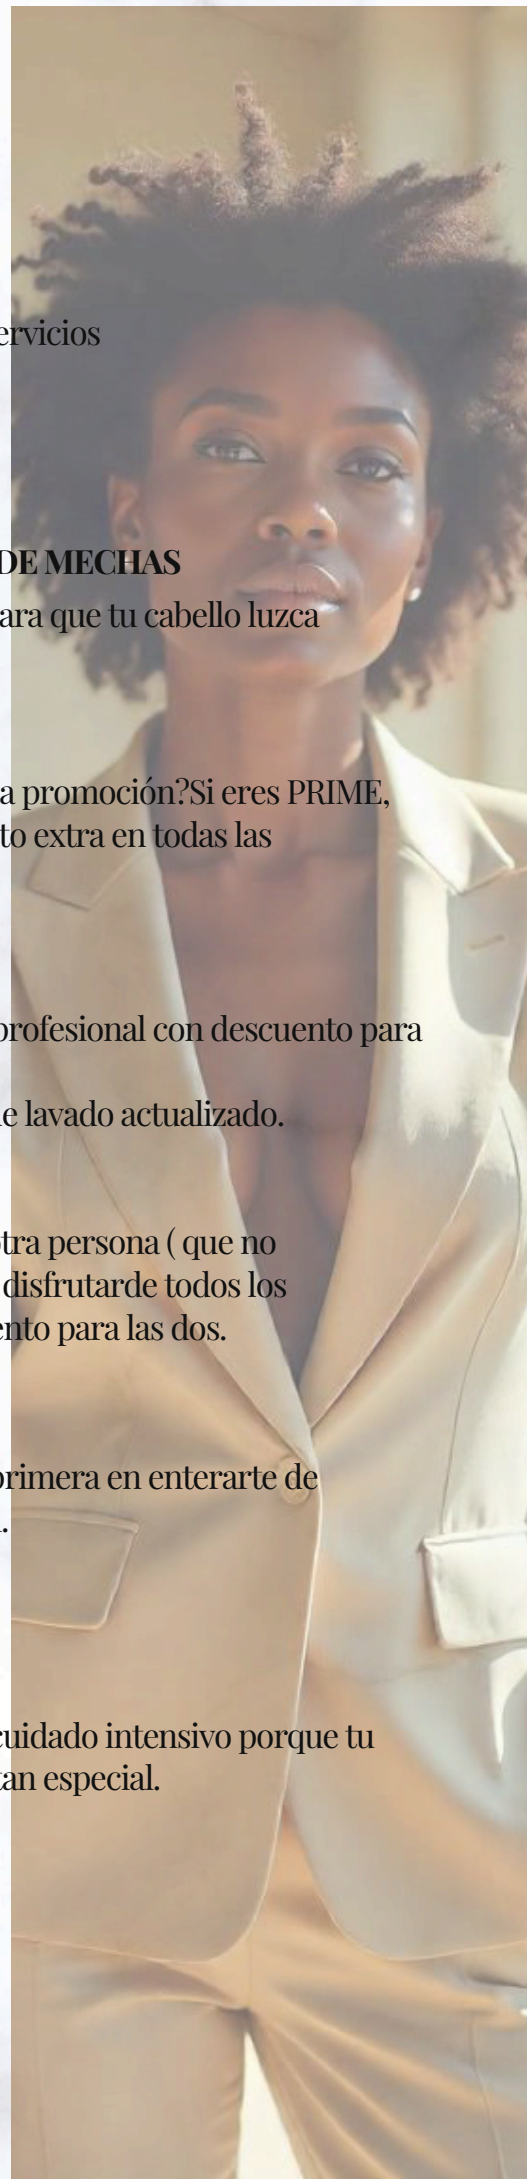 ervicios
DE MECHAS
ara que tu cabello luzca
a promoción?Si eres PRIME,
to extra en todas las
profesional con descuento para
e lavado actualizado.
tra persona ( que no
disfrutarde todos los
ento para las dos.
primera en enterarte de
.
cuidado intensivo porque tu
tan especial.